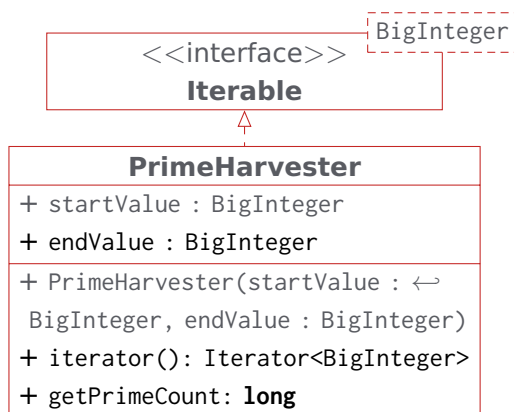 BigInteger
<<interface>>
Iterable
PrimeHarvester
+ startValue : BigInteger
+ endValue : BigInteger
+ PrimeHarvester(startValue : ↩
BigInteger, endValue : BigInteger)
+ iterator(): Iterator<BigInteger>
+ getPrimeCount: long